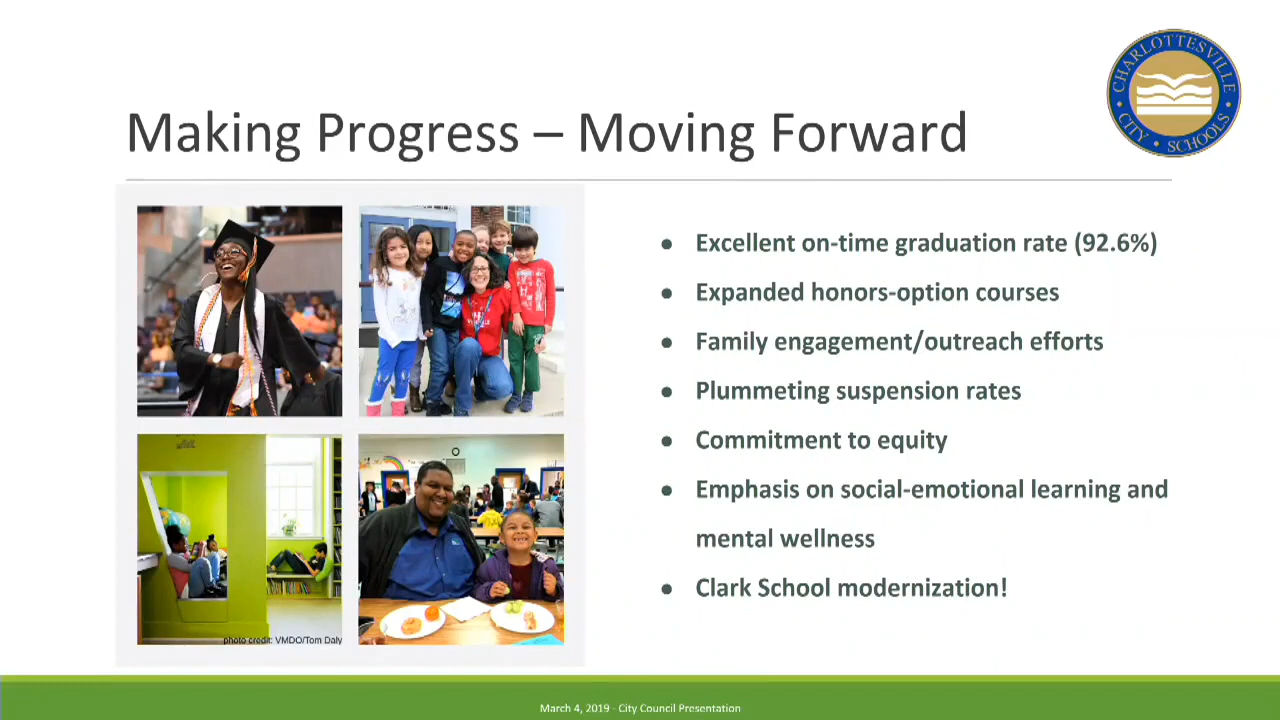 CHARLOTTESVILLE
CITY • SCHOOLS
Making Progress – Moving Forward
● Excellent on-time graduation rate (92.6%)
● Expanded honors-option courses
● Family engagement/outreach efforts
● Plummeting suspension rates
● Commitment to equity
● Emphasis on social-emotional learning and
mental wellness
● Clark School modernization!
photo credit: VMDO/Tom Daly
March 4, 2019 - City Council Presentation